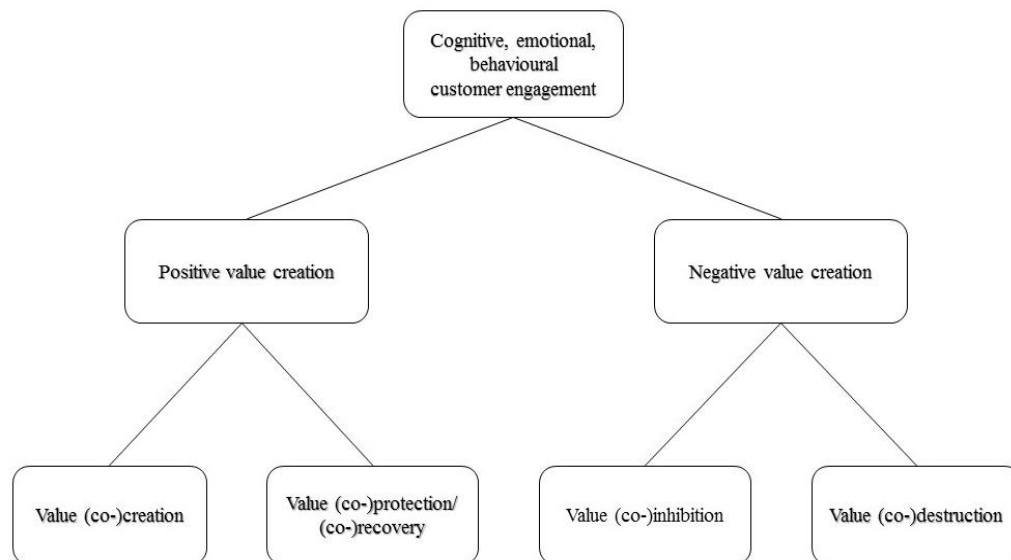 Cognitive, emotional,
behavioural
customer engagement
Positive value creation
Negative value creation
Value (co-)creation
Value (co-)protection/
(co-)recovery
Value (co-)inhibition
Value (co-)destruction